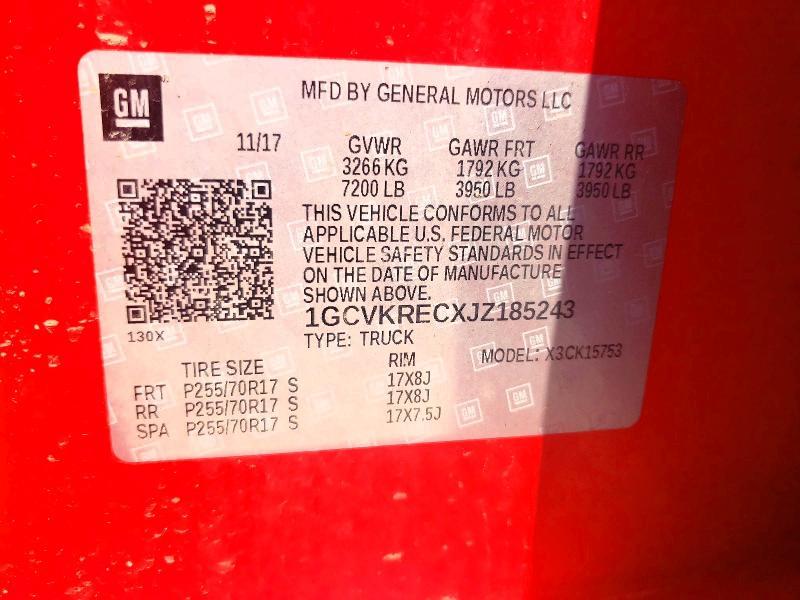 GM
MFD BY GENERAL MOTORS LLC
11/17 GVWR GAWR FRT GAWR RR
3266 KG 1792 KG 1792 KG
7200 LB 3950 LB 3950 LB
THIS VEHICLE CONFORMS TO ALL
APPLICABLE U.S. FEDERAL MOTOR
VEHICLE SAFETY STANDARDS IN EFFECT
ON THE DATE OF MANUFACTURE
SHOWN ABOVE.
1GCVKRECXJZ185243
130X
TYPE: TRUCK MODEL: X3CK15753
TIRE SIZE RIM
FRT P255/70R17 S 17X8J
RR P255/70R17 S 17X8J
SPA P255/70R17 S 17X7.5J